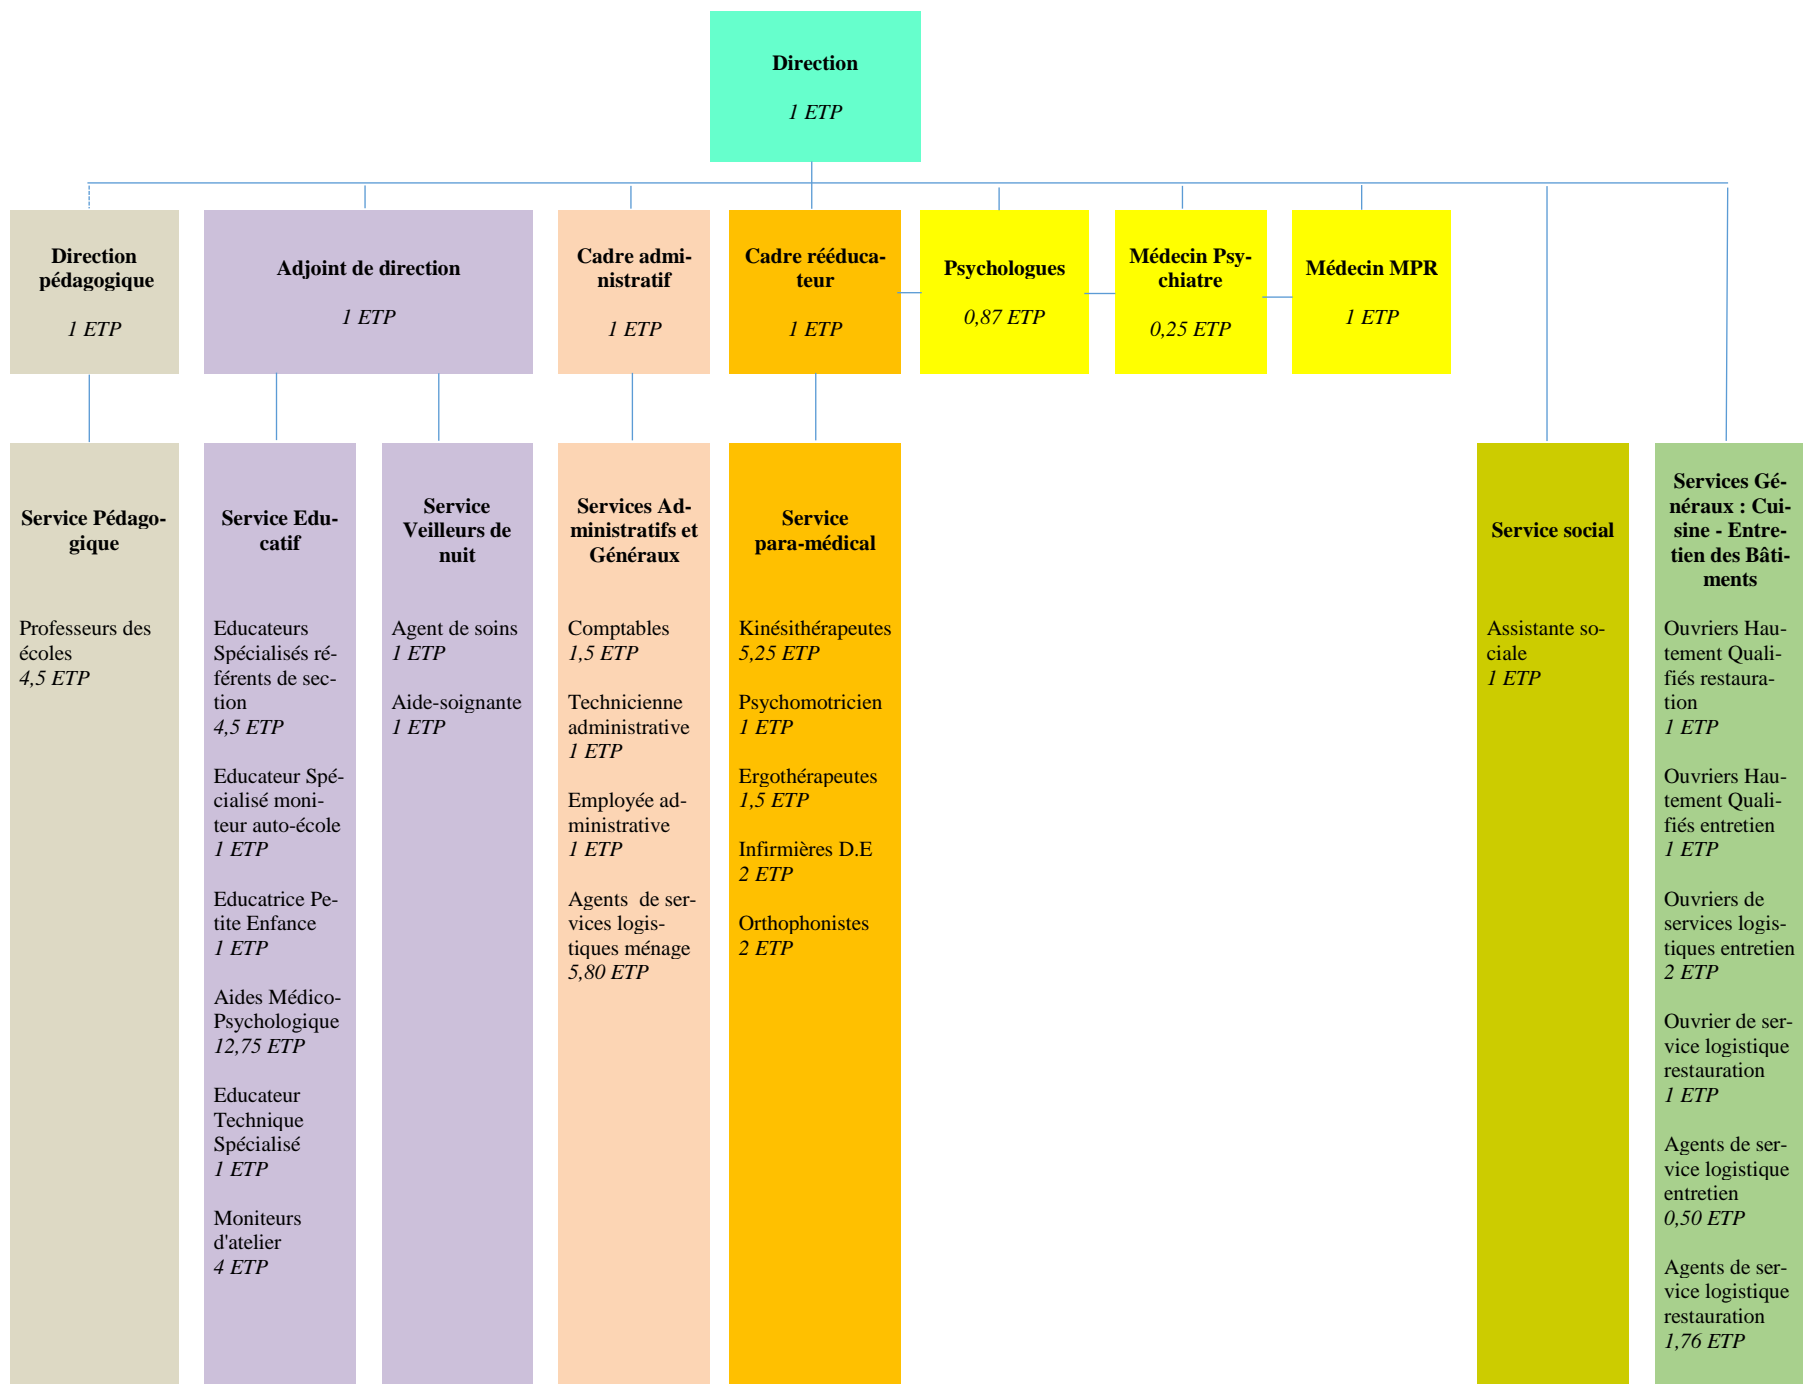 Direction
1 ETP
Direction
pédagogique
1 ETP
Adjoint de direction
1 ETP
Cadre admi-
nistratif
1 ETP
Cadre rééduca-
teur
1 ETP
Psychologues
0,87 ETP
Médecin Psy-
chiatre
0,25 ETP
Médecin MPR
1 ETP
Service Pédago-
gique
Professeurs des
écoles
4,5 ETP
Service Edu-
catif
Educateurs
Spécialisés ré-
férents de sec-
tion
4,5 ETP
Educateur Spé-
cialisé moni-
teur auto-école
1 ETP
Educatrice Pe-
tite Enfance
1 ETP
Aides Médico-
Psychologique
12,75 ETP
Educateur
Technique
Spécialisé
1 ETP
Moniteurs
d'atelier
4 ETP
Service
Veilleurs de
nuit
Agent de soins
1 ETP
Aide-soignante
1 ETP
Services Ad-
ministratifs et
Généraux
Comptables
1,5 ETP
Technicienne
administrative
1 ETP
Employée ad-
ministrative
1 ETP
Agents  de ser-
vices logis-
tiques ménage
5,80 ETP
Service
para-médical
Kinésithérapeutes
5,25 ETP
Psychomotricien
1 ETP
Ergothérapeutes
1,5 ETP
Infirmières D.E
2 ETP
Orthophonistes
2 ETP
Service social
Assistante so-
ciale
1 ETP
Services Gé-
néraux : Cui-
sine - Entre-
tien des Bâti-
ments
Ouvriers Hau-
tement Quali-
fiés restaura-
tion
1 ETP
Ouvriers Hau-
tement Quali-
fiés entretien
1 ETP
Ouvriers de
services logis-
tiques entretien
2 ETP
Ouvrier de ser-
vice logistique
restauration
1 ETP
Agents de ser-
vice logistique
entretien
0,50 ETP
Agents de ser-
vice logistique
restauration
1,76 ETP